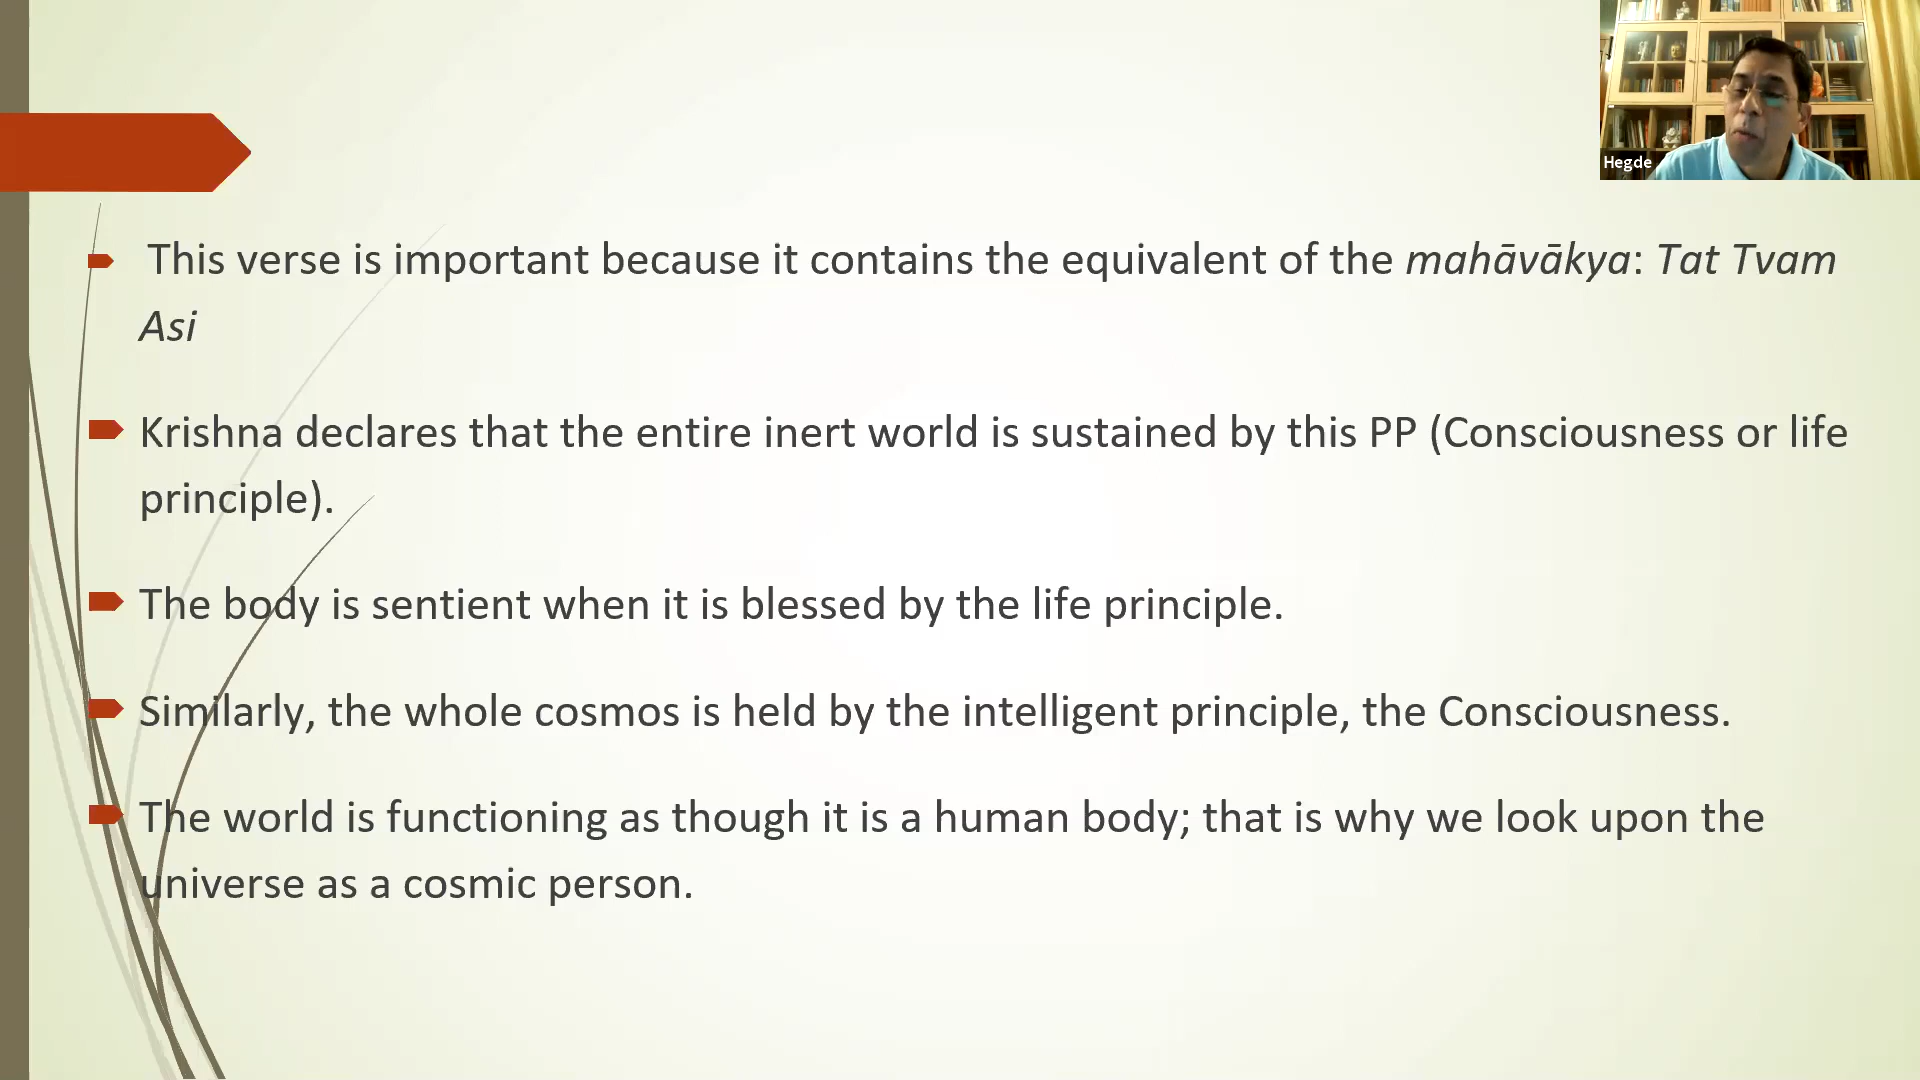 Hegde
This verse is important because it contains the equivalent of the mahāvākya: Tat Tvam
Asi
Krishna declares that the entire inert world is sustained by this PP (Consciousness or life
principle).
The body is sentient when it is blessed by the life principle.
Similarly, the whole cosmos is held by the intelligent principle, the Consciousness.
The world is functioning as though it is a human body; that is why we look upon the
universe as a cosmic person.